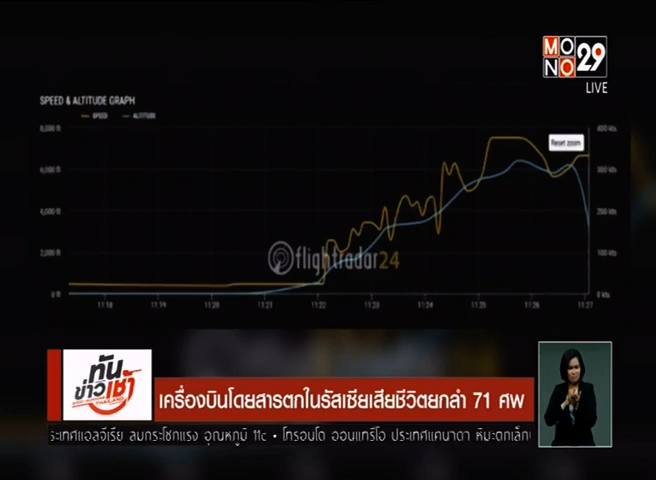 MONO 29
LIVE
SPEED & ALTITUDE GRAPH
SPEED ALTITUDE
8,000 ft 400 kts
Reset zoom
6,000 ft 300 kts
4,000 ft 200 kts
2,000 ft 100 kts
flightradar24
0 ft 0 kts
11:18 11:19 11:20 11:21 11:22 11:23 11:24 11:25 11:26 11:27
ทันข่าวเช้า
THAILAND
เครื่องบินโดยสารตกในรัสเซียเสียชีวิตยกลำ 71 ศพ
ระเทศแอลจีเรีย ลมกระโชกแรง อุณหภูมิ 11c • โทรอนโต ออนแทรีโอ ประเทศแคนาดา หิมะตกเล็ก